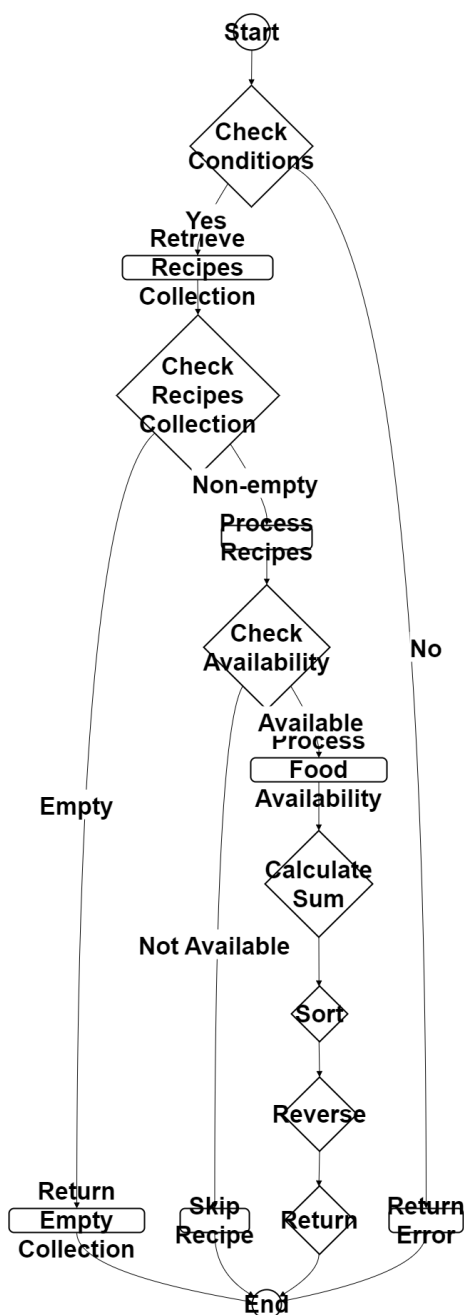 Start
Check
Conditions
Yes
Retrieve
Recipes
Collection
Check
Recipes
Collection
Non-empty
Process
Recipes
Check
Availability
No
Available
Process
Food
Availability
Empty
Calculate
Sum
Not Available
Sort
Reverse
Return
Empty
Collection
Skip
Recipe
Return
Return
Error
End